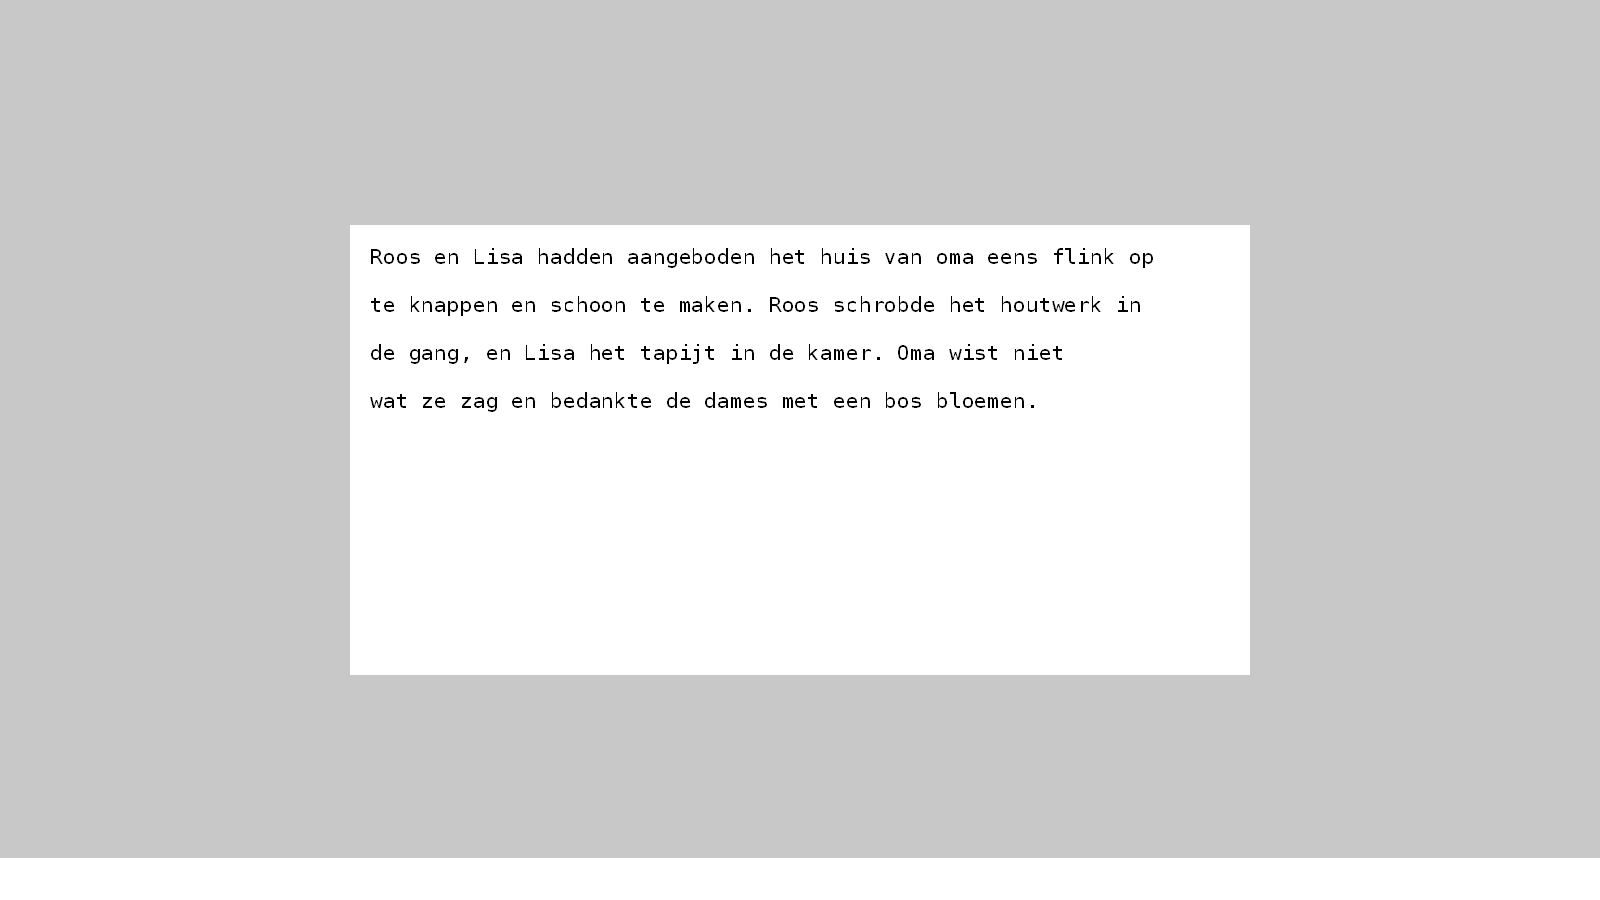 Roos en Lisa hadden aangeboden het huis van oma eens flink op
te knappen en schoon te maken. Roos schrobde het houtwerk in
de gang, en Lisa het tapijt in de kamer. Oma wist niet
wat ze zag en bedankte de dames met een bos bloemen.